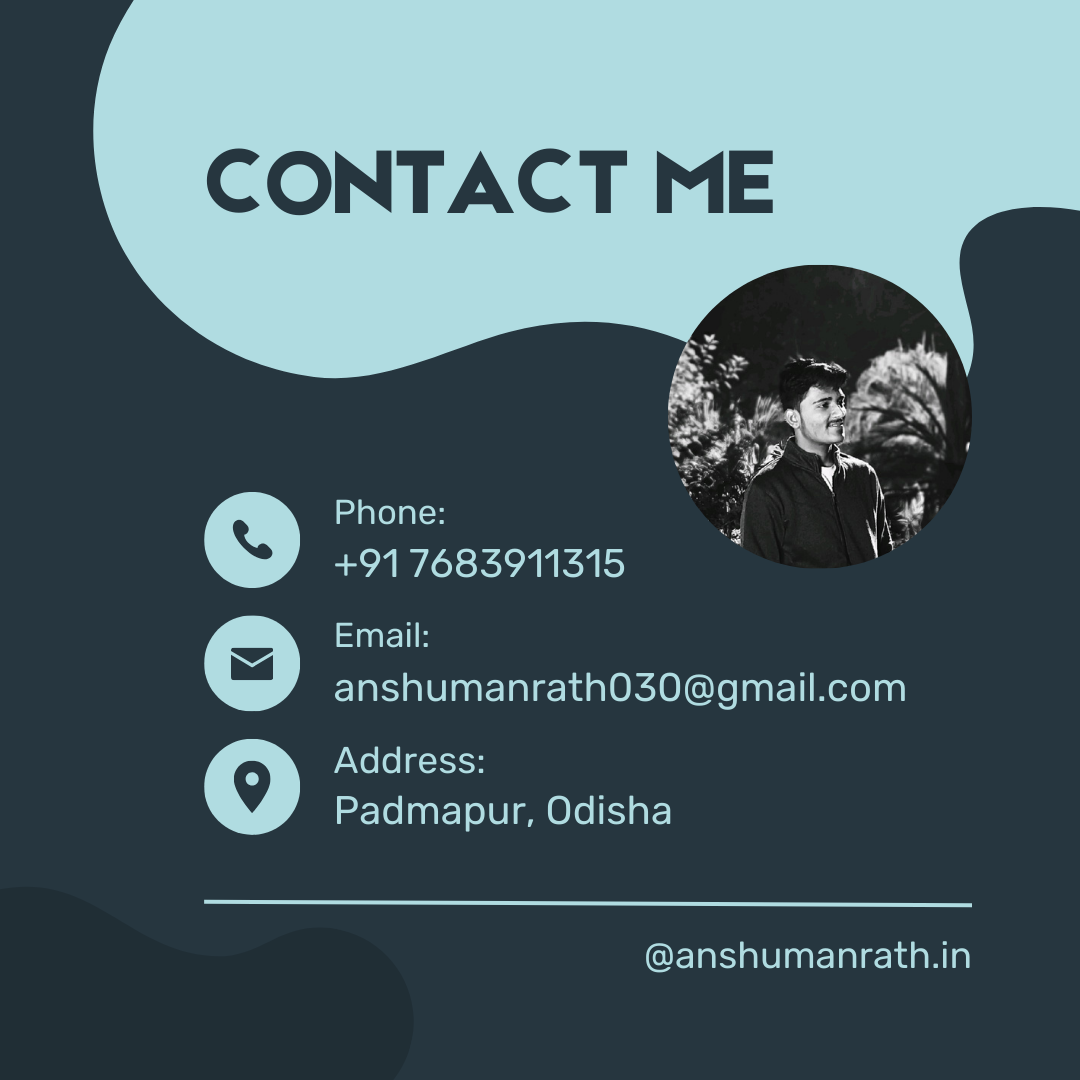 CONTACT ME
Phone:
+91 7683911315
Email:
anshumanrath030@gmail.com
Address:
Padmapur, Odisha
@anshumanrath.in